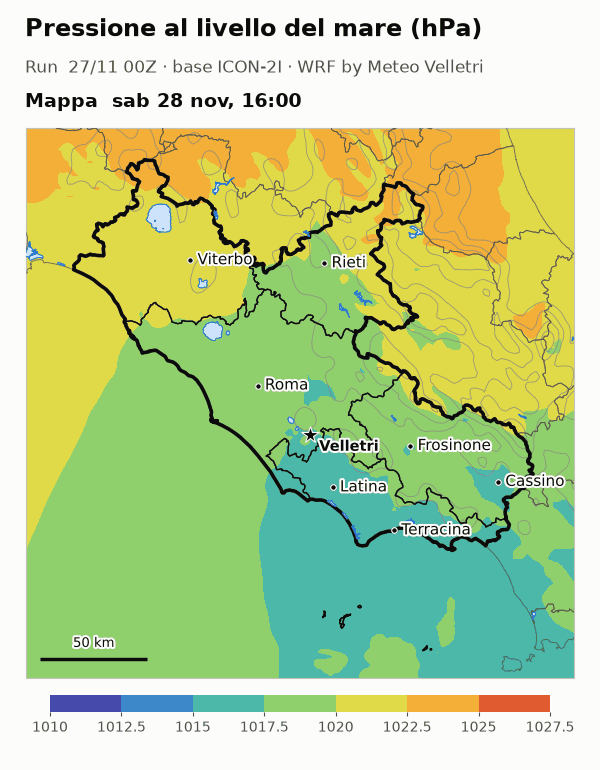 Pressione al livello del mare (hPa)
Run  27/11 00Z · base ICON-2I · WRF by Meteo Velletri
Mappa  sab 28 nov, 16:00
Viterbo
Rieti
Roma
Velletri
Frosinone
Latina
Cassino
Terracina
50 km
1010 1012.5 1015 1017.5 1020 1022.5 1025 1027.5